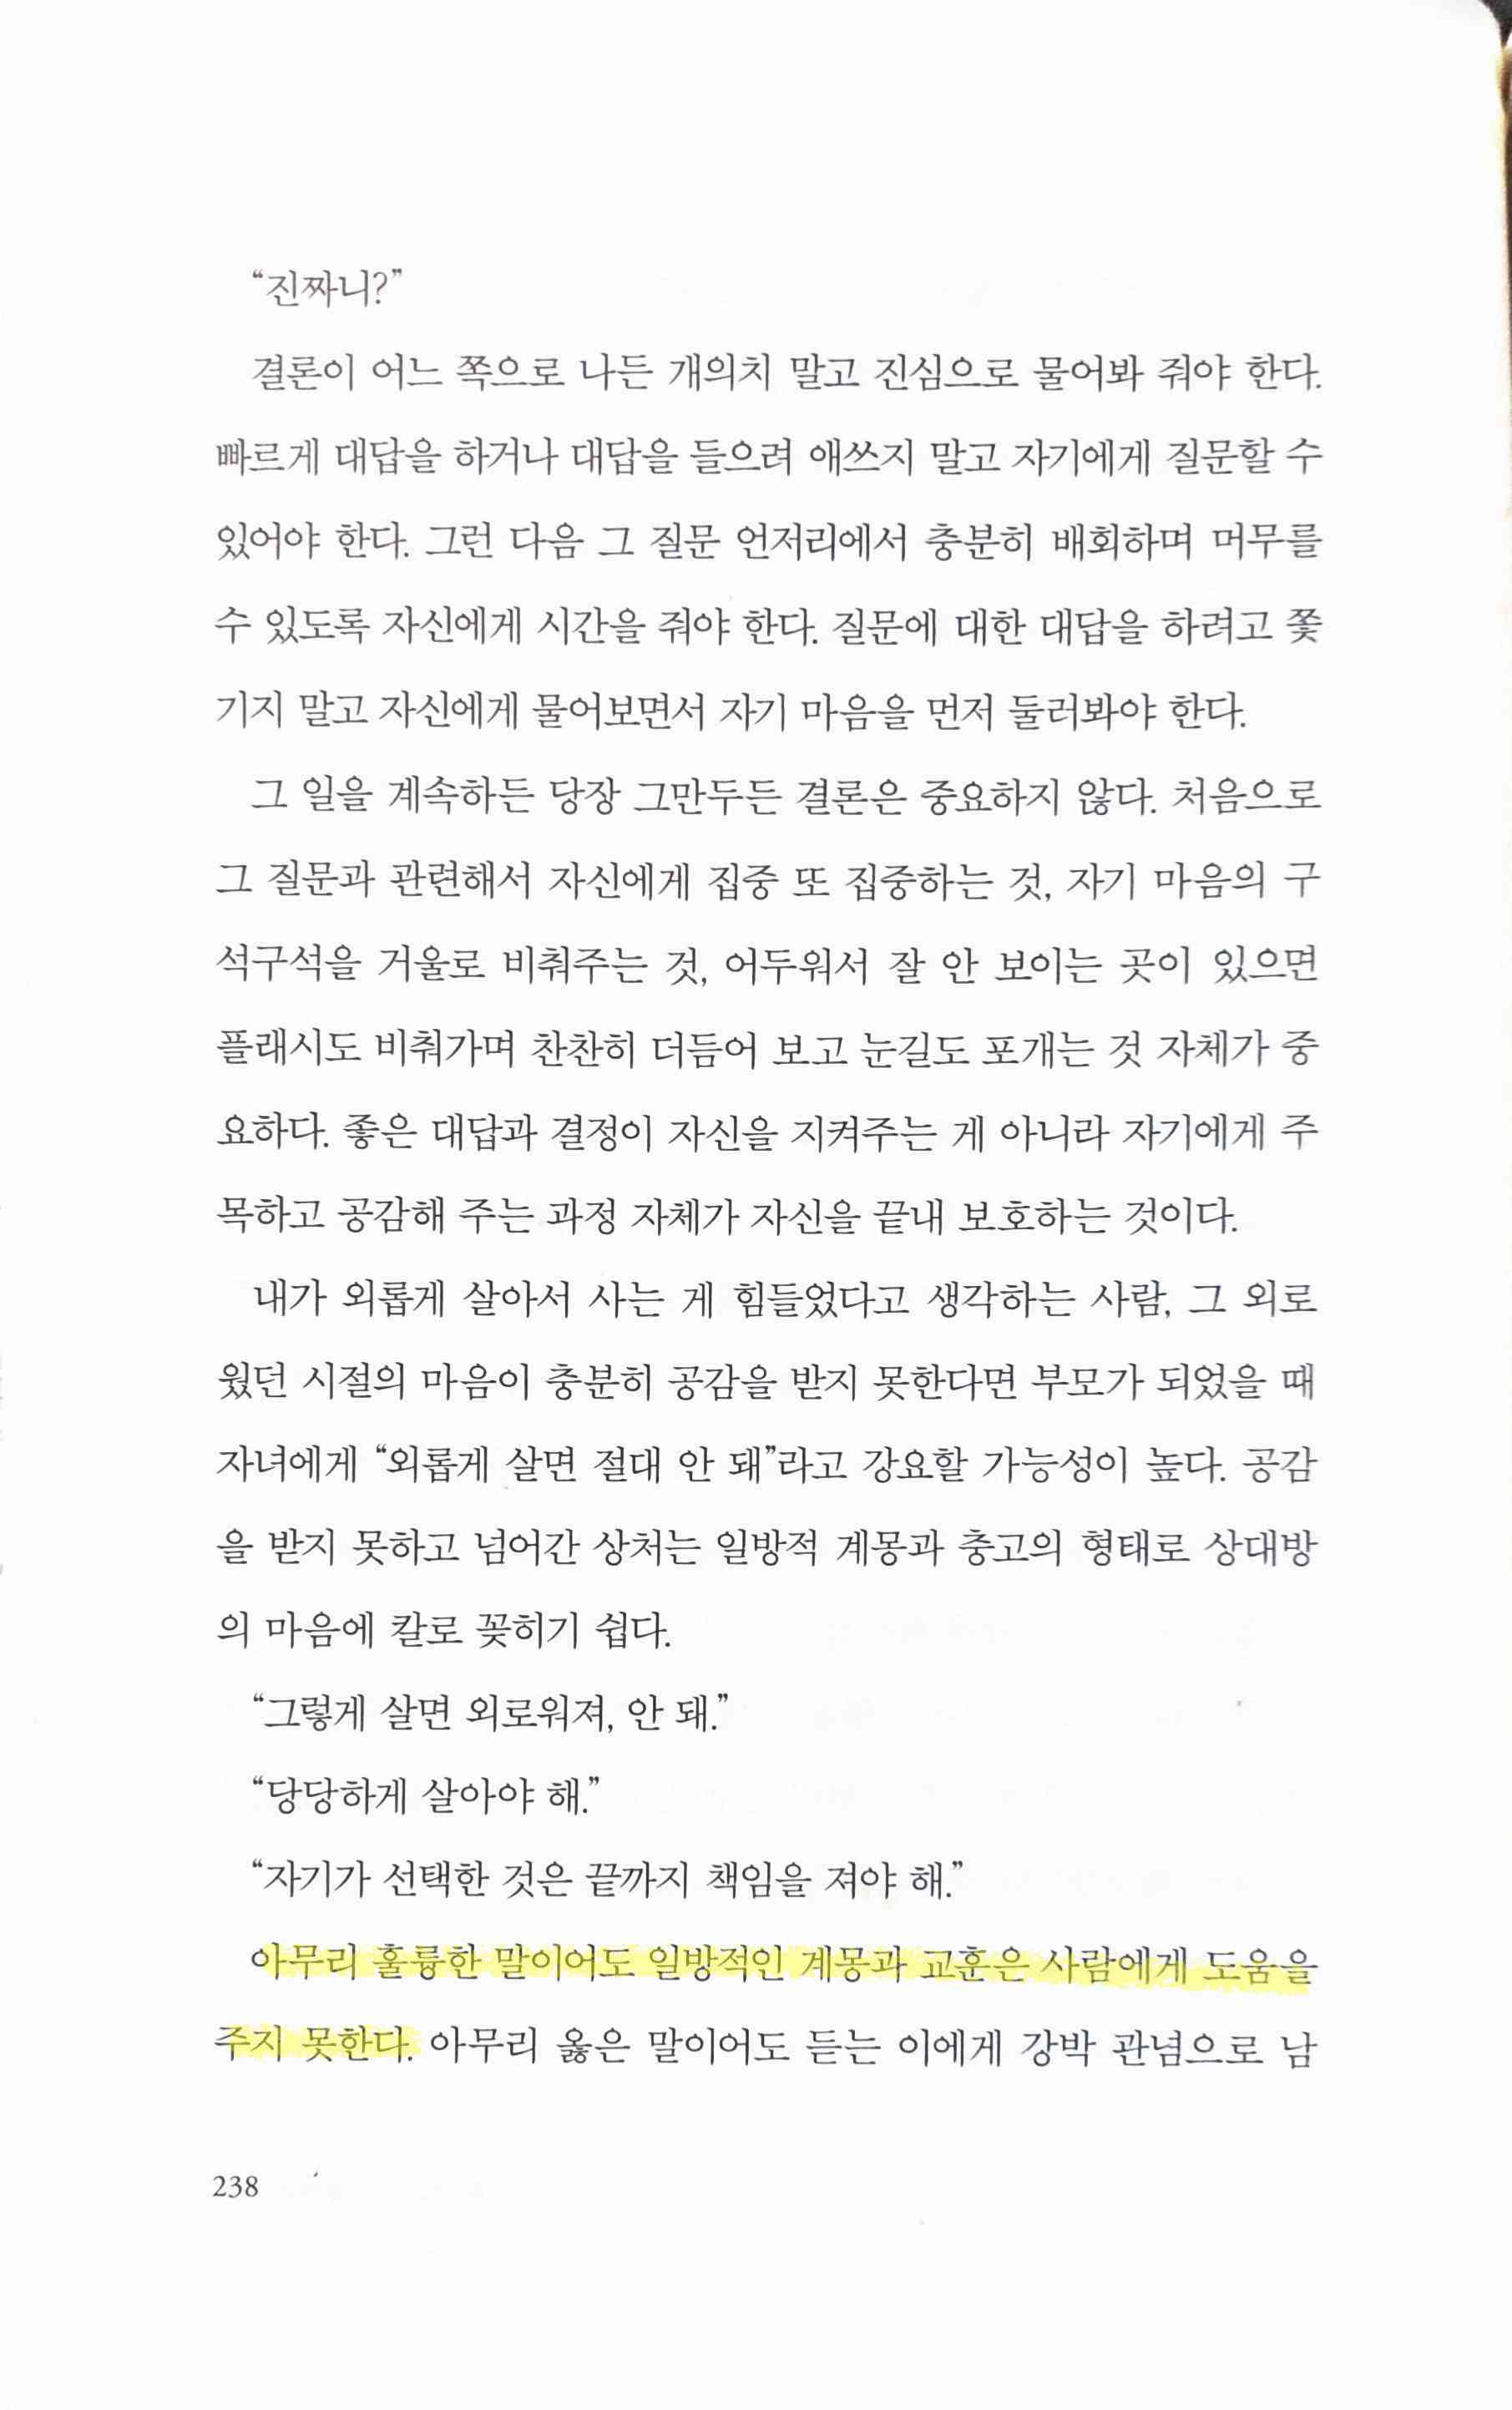 “진짜니?”
결론이 어느 쪽으로 나든 개의치 말고 진심으로 물어봐 줘야 한다.
빠르게 대답을 하거나 대답을 들으려 애쓰지 말고 자기에게 질문할 수
있어야 한다. 그런 다음 그 질문 언저리에서 충분히 배회하며 머무를
수 있도록 자신에게 시간을 줘야 한다. 질문에 대한 대답을 하려고 쫓
기지 말고 자신에게 물어보면서 자기 마음을 먼저 둘러봐야 한다.
그 일을 계속하든 당장 그만두든 결론은 중요하지 않다. 처음으로
그 질문과 관련해서 자신에게 집중 또 집중하는 것, 자기 마음의 구
석구석을 거울로 비춰주는 것, 어두워서 잘 안 보이는 곳이 있으면
플래시도 비춰가며 찬찬히 더듬어 보고 눈길도 포개는 것 자체가 중
요하다. 좋은 대답과 결정이 자신을 지켜주는 게 아니라 자기에게 주
목하고 공감해 주는 과정 자체가 자신을 끝내 보호하는 것이다.
내가 외롭게 살아서 사는 게 힘들었다고 생각하는 사람, 그 외로
웠던 시절의 마음이 충분히 공감을 받지 못한다면 부모가 되었을 때
자녀에게 “외롭게 살면 절대 안 돼”라고 강요할 가능성이 높다. 공감
을 받지 못하고 넘어간 상처는 일방적 계몽과 충고의 형태로 상대방
의 마음에 칼로 꽂히기 쉽다.
“그렇게 살면 외로워져, 안 돼.”
“당당하게 살아야 해.”
“자기가 선택한 것은 끝까지 책임을 져야 해.”
아무리 훌륭한 말이어도 일방적인 계몽과 교훈은 사람에게 도움을
주지 못한다. 아무리 옳은 말이어도 듣는 이에게 강박 관념으로 남
238